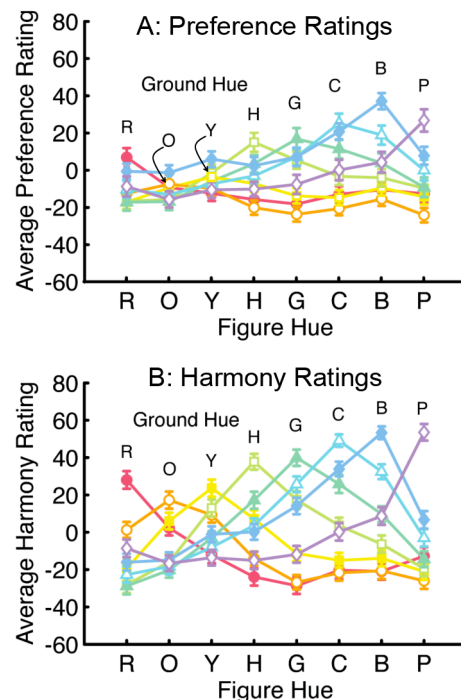 A: Preference Ratings
80
60
40
20
0
-20
-40
-60
Average Preference Rating
Ground Hue
R
O
Y
H
G
C
B
P
R O Y H G C B P
Figure Hue
B: Harmony Ratings
80
60
40
20
0
-20
-40
-60
Average Harmony Rating
Ground Hue
R
O
Y
H
G
C
B
P
R O Y H G C B P
Figure Hue